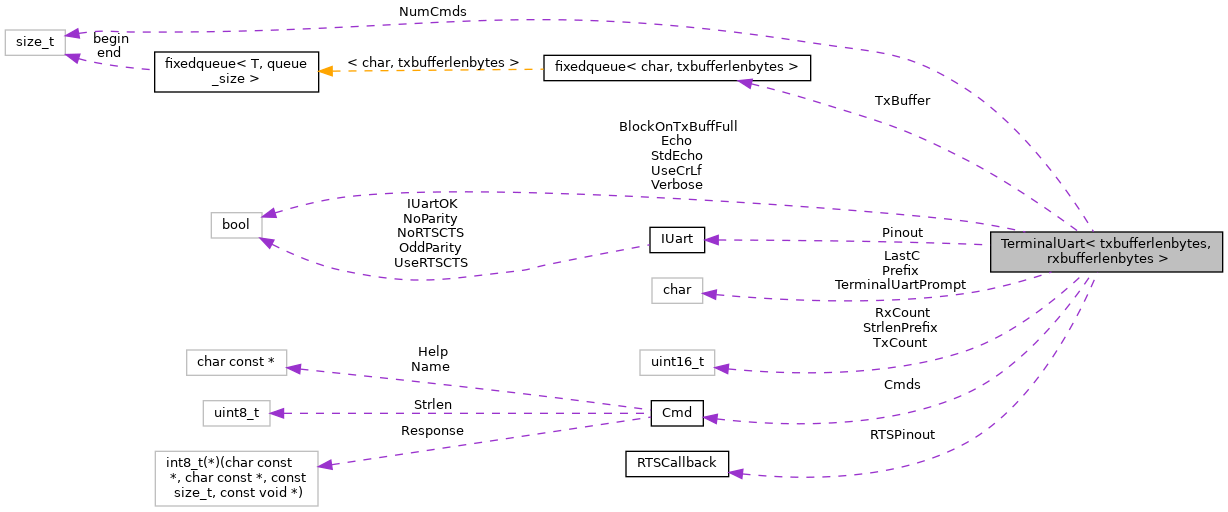 NumCmds
size_t
begin
end
fixedqueue< T, queue
_size >
< char, txbufferlenbytes >
fixedqueue< char, txbufferlenbytes >
TxBuffer
BlockOnTxBuffFull
Echo
StdEcho
UseCrLf
Verbose
bool
IUartOK
NoParity
NoRTSCTS
OddParity
UseRTSCTS
IUart
Pinout
TerminalUart< txbufferlenbytes,
rxbufferlenbytes >
char
LastC
Prefix
TerminalUartPrompt
RxCount
StrlenPrefix
TxCount
uint16_t
char const *
Help
Name
Cmds
uint8_t
Strlen
Cmd
Response
RTSPinout
int8_t(*)(char const
*, char const *, const
size_t, const void *)
RTSCallback